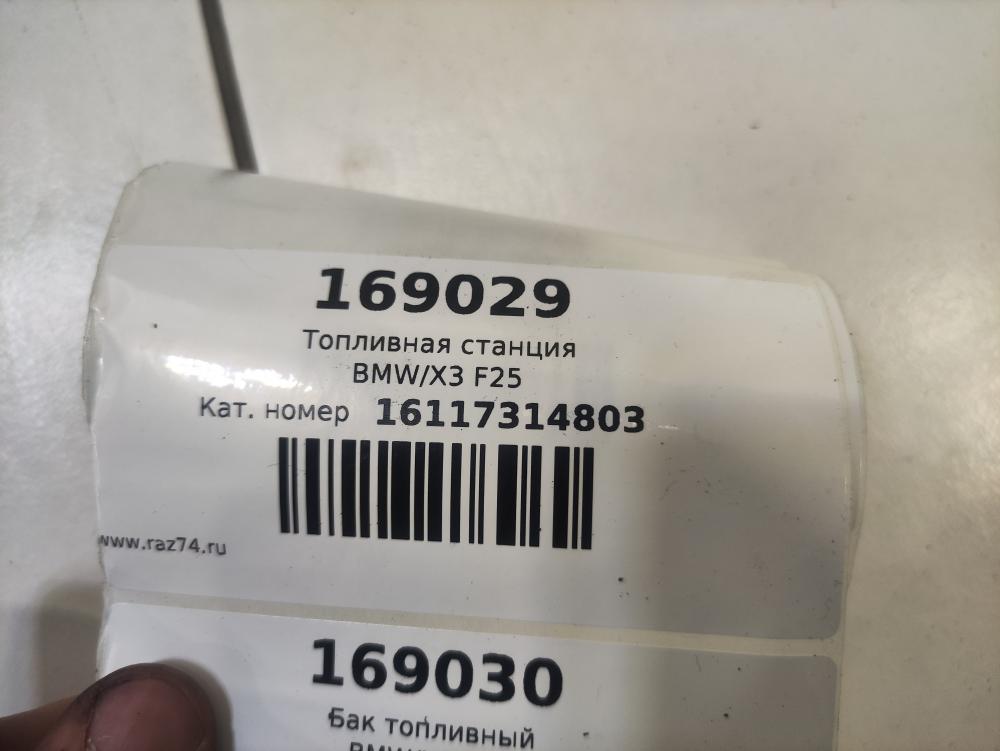 169029
Топливная станция
BMW/X3 F25
Кат. номер 16117314803
www.raz74.ru
169030
Бак топливный